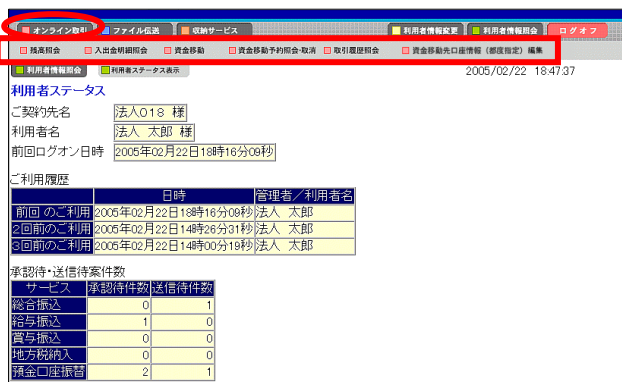 オンライン取引 ファイル伝送 収納サービス 利用者情報変更 利用者情報照会 ログオフ
残高照会 入出金明細照会 資金移動 資金移動予約照会・取消 取引履歴照会 資金移動先口座情報（都度指定）編集
利用者情報照会 利用者ステータス表示 2005/02/22 18:47:37
利用者ステータス
ご契約先名 法人018 様
利用者名 法人 太郎 様
前回ログオン日時 2005年02月22日18時16分09秒
ご利用履歴
日時 管理者／利用者名
前回 のご利用 2005年02月22日18時16分09秒 法人 太郎
2回前のご利用 2005年02月22日14時26分31秒 法人 太郎
3回前のご利用 2005年02月22日14時00分19秒 法人 太郎
承認待・送信待案件数
サービス 承認待件数 送信待件数
総合振込 0 1
給与振込 1 0
賞与振込 0 0
地方税納入 0 0
預金口座振替 2 1